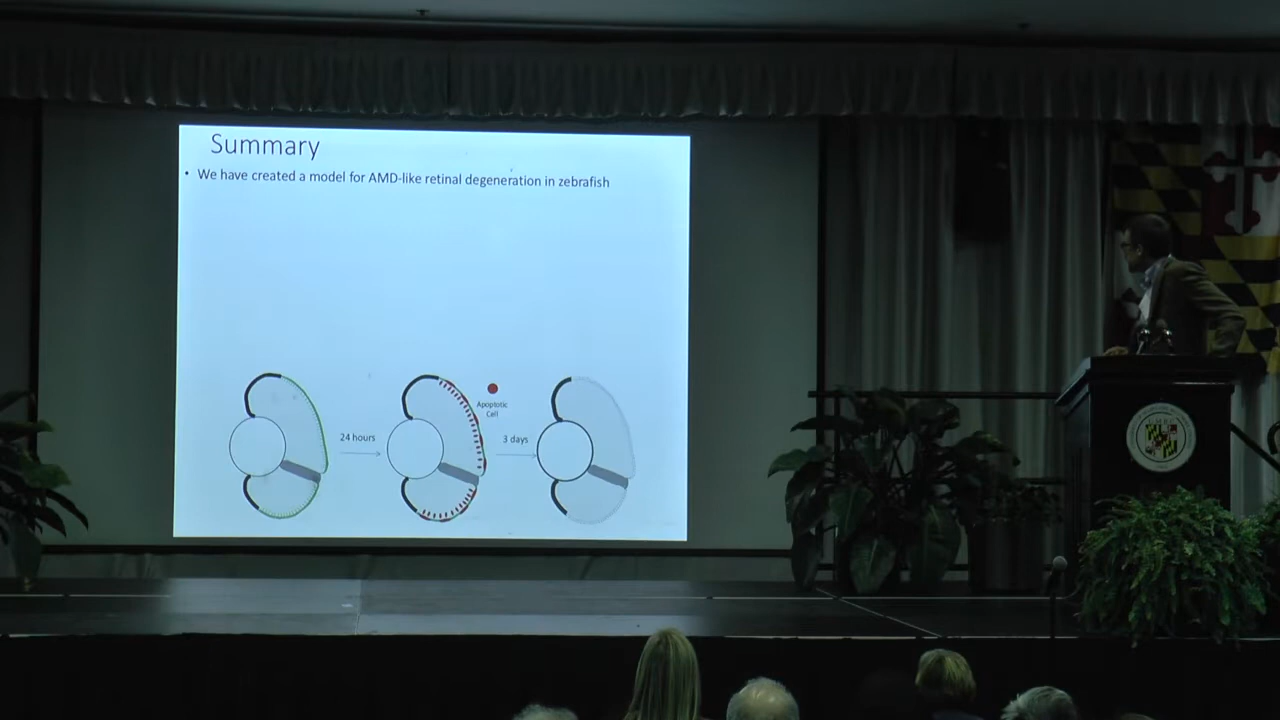 Summary
• We have created a model for AMD-like retinal degeneration in zebrafish
Apoptotic
Cell
24 hours
3 days